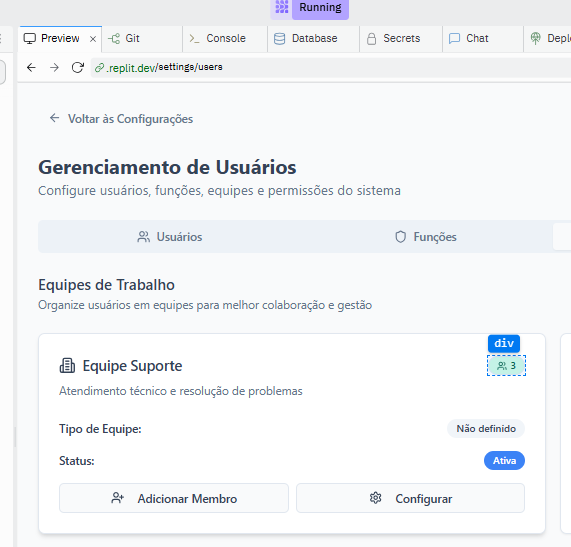 Running
Preview × Git Console Database Secrets Chat
.replit.dev/settings/users
Voltar às Configurações
Gerenciamento de Usuários
Configure usuários, funções, equipes e permissões do sistema
Usuários Funções
Equipes de Trabalho
Organize usuários em equipes para melhor colaboração e gestão
div
Equipe Suporte 3
Atendimento técnico e resolução de problemas
Tipo de Equipe: Não definido
Status: Ativa
Adicionar Membro Configurar